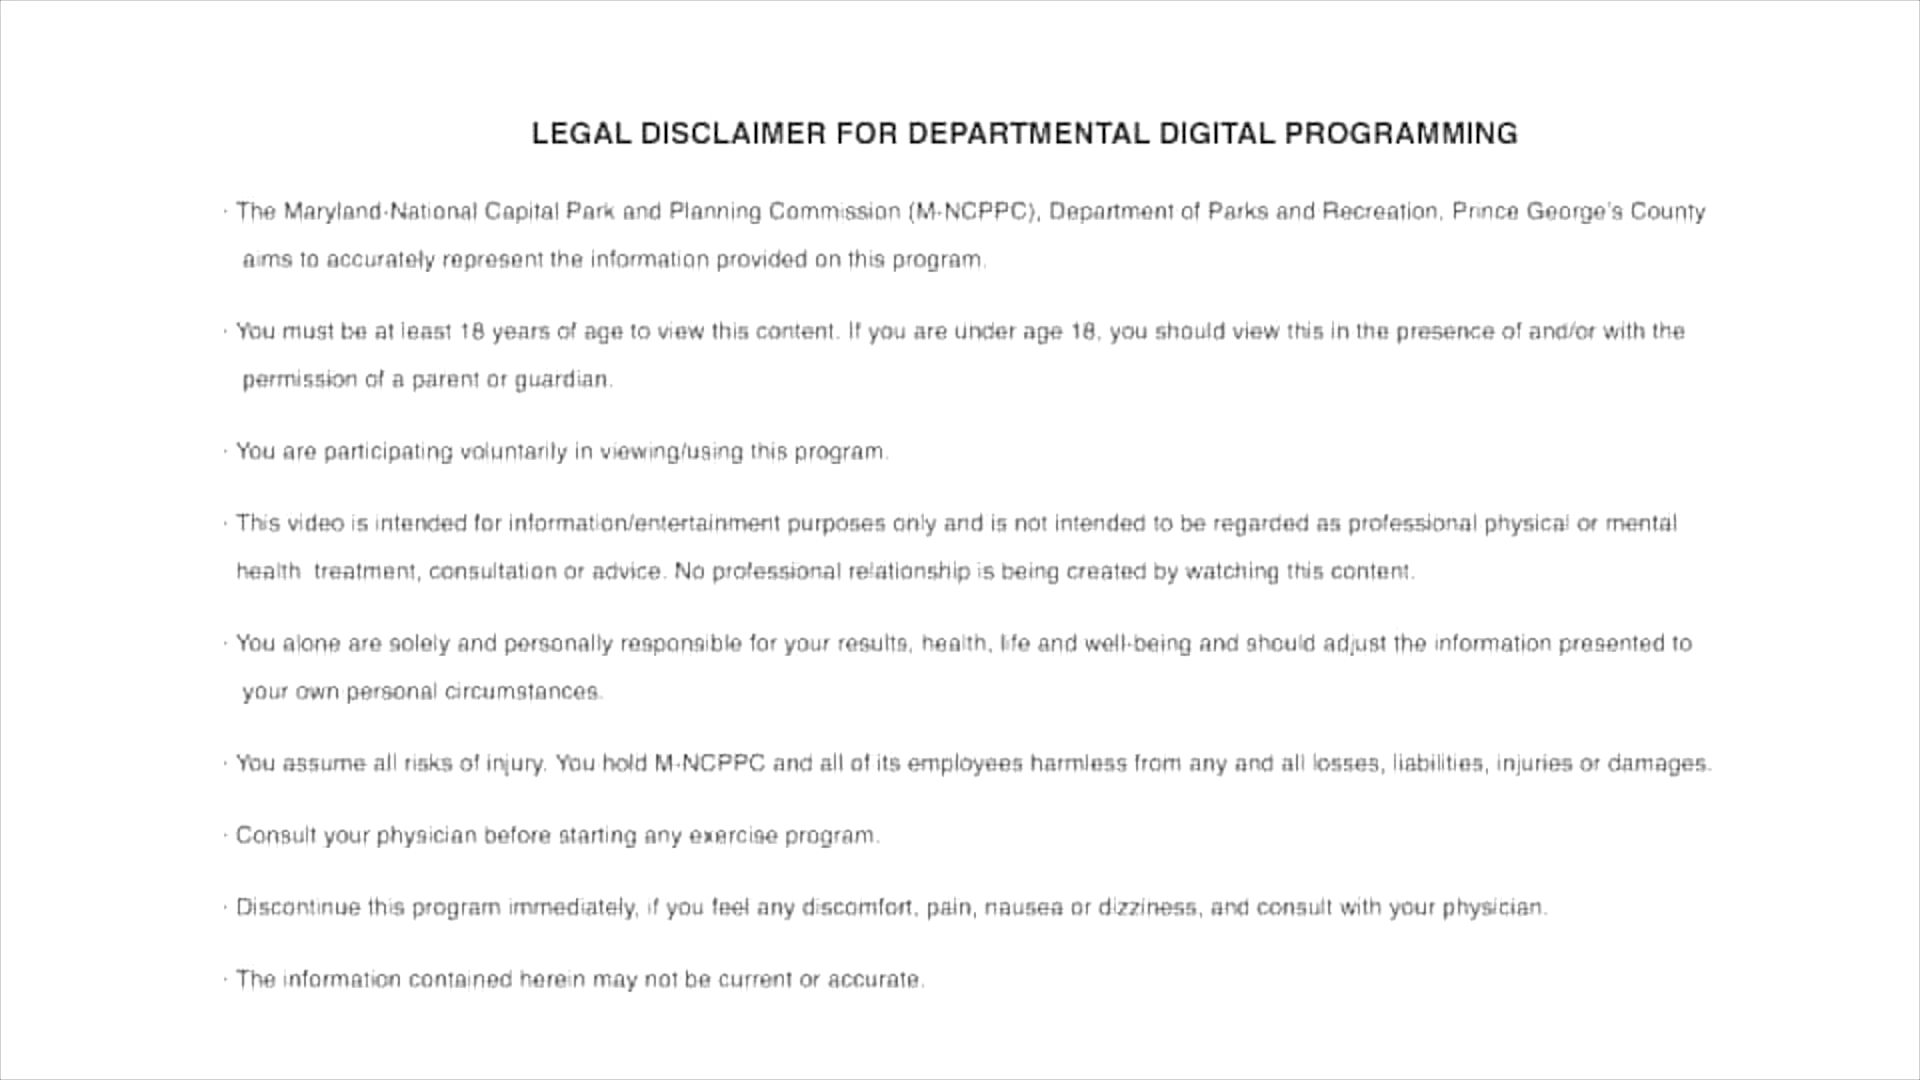 LEGAL DISCLAIMER FOR DEPARTMENTAL DIGITAL PROGRAMMING
· The Maryland-National Capital Park and Planning Commission (M-NCPPC), Department of Parks and Recreation, Prince George's County
aims to accurately represent the information provided on this program.
· You must be at least 18 years of age to view this content. If you are under age 18, you should view this in the presence of and/or with the
permission of a parent or guardian.
· You are participating voluntarily in viewing/using this program.
· This video is intended for information/entertainment purposes only and is not intended to be regarded as professional physical or mental
health treatment, consultation or advice. No professional relationship is being created by watching this content.
· You alone are solely and personally responsible for your results, health, life and well-being and should adjust the information presented to
your own personal circumstances.
· You assume all risks of injury. You hold M-NCPPC and all of its employees harmless from any and all losses, liabilities, injuries or damages.
· Consult your physician before starting any exercise program.
· Discontinue this program immediately, if you feel any discomfort, pain, nausea or dizziness, and consult with your physician.
· The information contained herein may not be current or accurate.